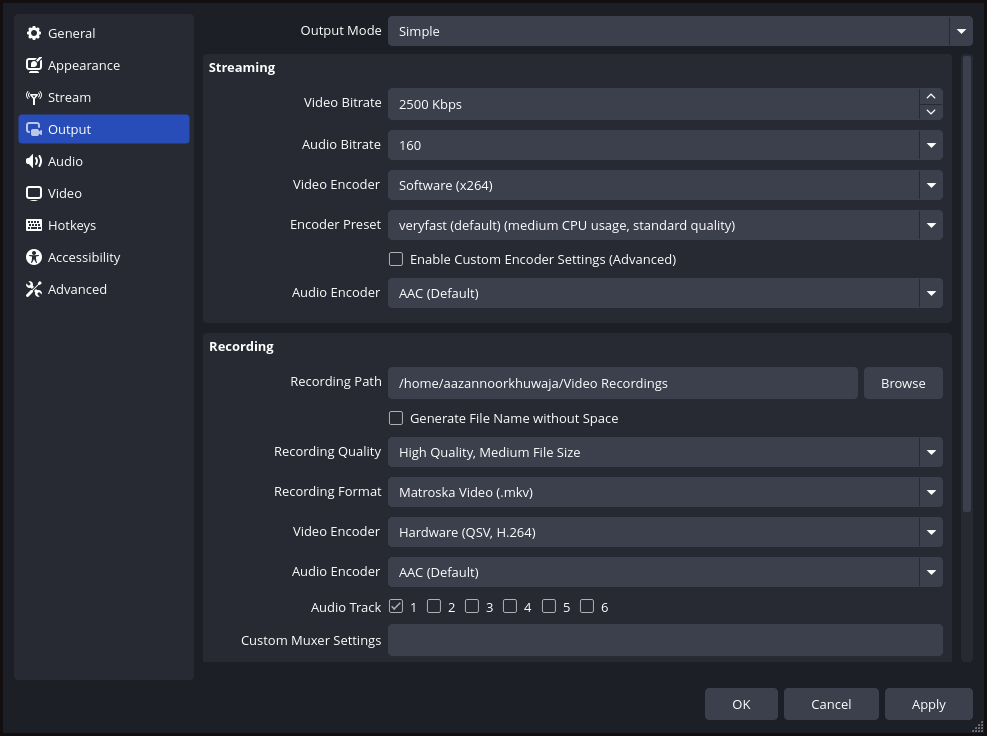 General
Appearance
Stream
Output
Audio
Video
Hotkeys
Accessibility
Advanced
Output Mode Simple
Streaming
Video Bitrate 2500 Kbps
Audio Bitrate 160
Video Encoder Software (x264)
Encoder Preset veryfast (default) (medium CPU usage, standard quality)
Enable Custom Encoder Settings (Advanced)
Audio Encoder AAC (Default)
Recording
Recording Path /home/aazannoorkhuwaja/Video Recordings Browse
Generate File Name without Space
Recording Quality High Quality, Medium File Size
Recording Format Matroska Video (.mkv)
Video Encoder Hardware (QSV, H.264)
Audio Encoder AAC (Default)
Audio Track 1 2 3 4 5 6
Custom Muxer Settings
OK Cancel Apply